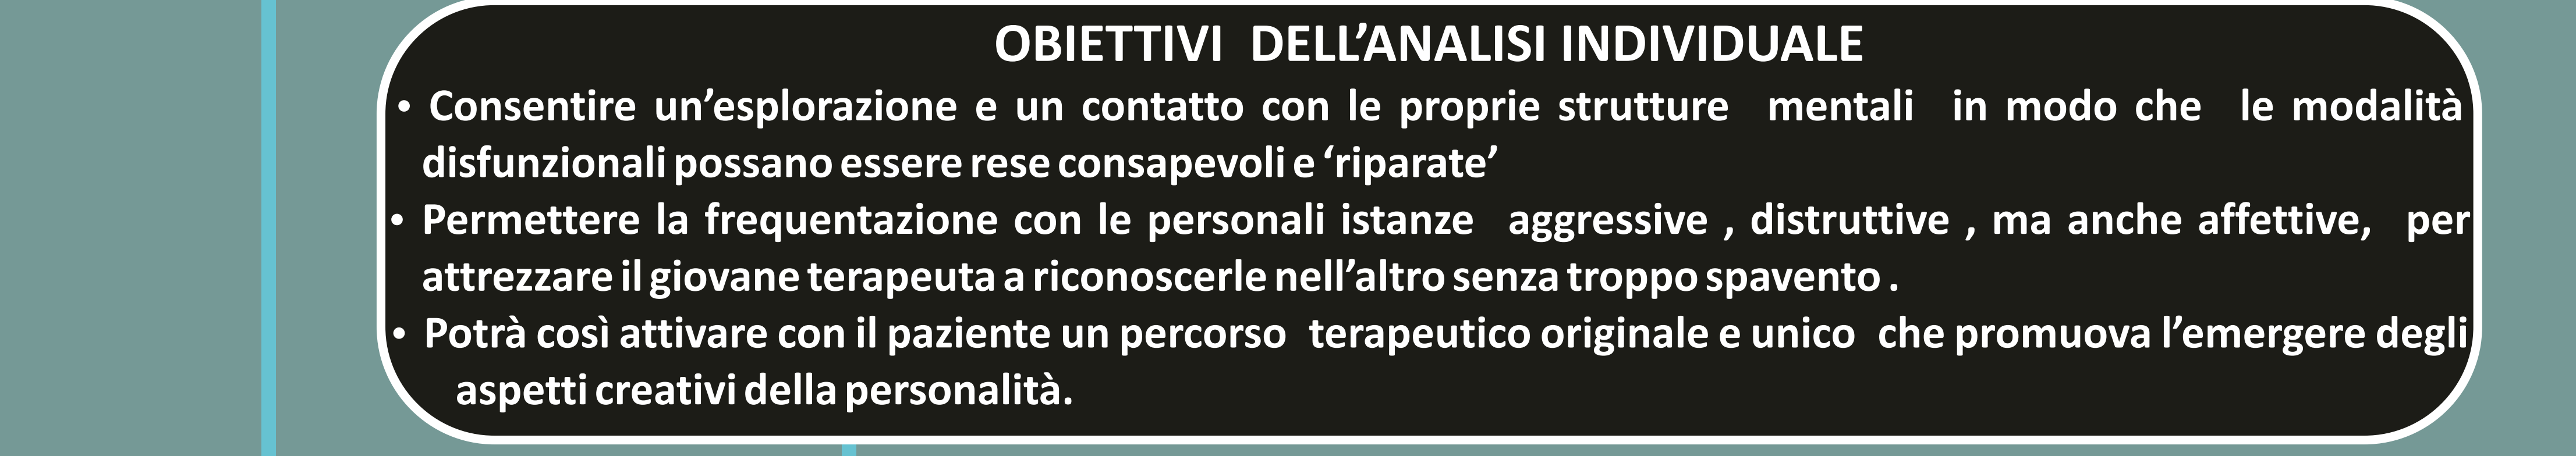 OBIETTIVI DELL’ANALISI INDIVIDUALE
• Consentire un’esplorazione e un contatto con le proprie strutture mentali in modo che le modalità
disfunzionali possano essere rese consapevoli e ‘riparate’
• Permettere la frequentazione con le personali istanze aggressive , distruttive , ma anche affettive, per
attrezzare il giovane terapeuta a riconoscerle nell’altro senza troppo spavento .
• Potrà così attivare con il paziente un percorso terapeutico originale e unico che promuova l’emergere degli
aspetti creativi della personalità.